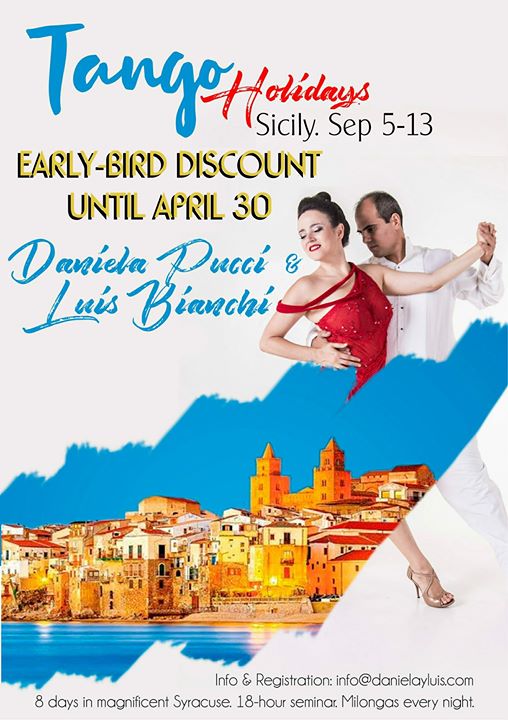 Tango
Holidays
Sicily. Sep 5-13
EARLY-BIRD DISCOUNT
UNTIL APRIL 30
Daniela Pucci &
Luis Bianchi
Info & Registration: info@danielayluis.com
8 days in magnificent Syracuse. 18-hour seminar. Milongas every night.